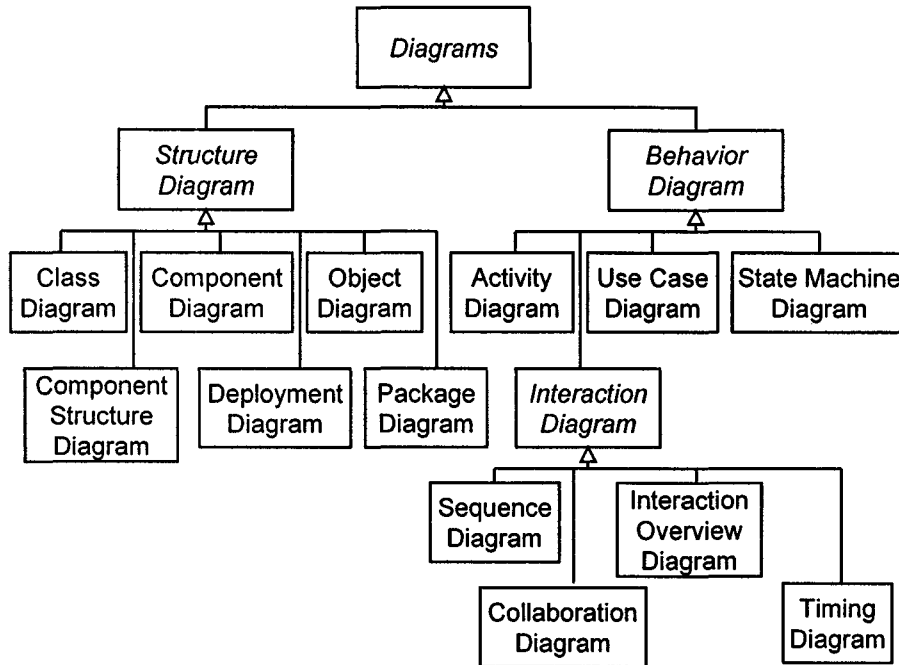 Diagrams
Structure
Diagram
Behavior
Diagram
Class
Diagram
Component
Diagram
Object
Diagram
Activity
Diagram
Use Case
Diagram
State Machine
Diagram
Component
Structure
Diagram
Deployment
Diagram
Package
Diagram
Interaction
Diagram
Sequence
Diagram
Interaction
Overview
Diagram
Collaboration
Diagram
Timing
Diagram